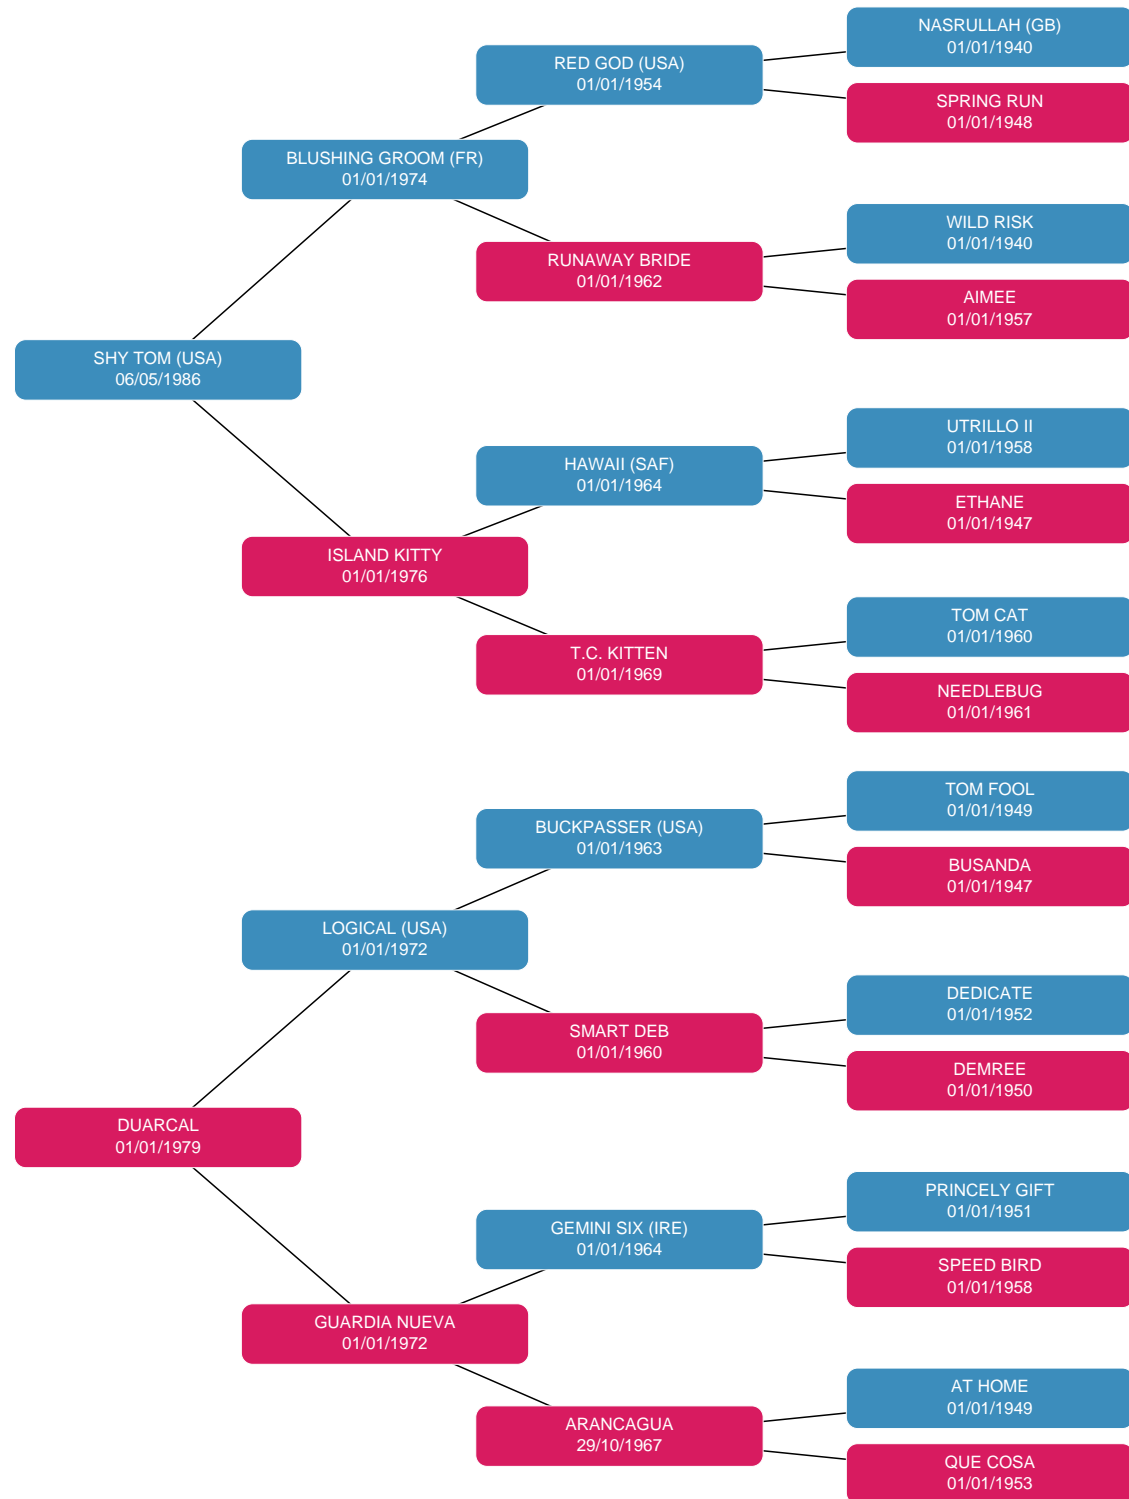 NASRULLAH (GB)
01/01/1940
RED GOD (USA)
01/01/1954
SPRING RUN
01/01/1948
BLUSHING GROOM (FR)
01/01/1974
WILD RISK
01/01/1940
RUNAWAY BRIDE
01/01/1962
AIMEE
01/01/1957
SHY TOM (USA)
06/05/1986
UTRILLO II
01/01/1958
HAWAII (SAF)
01/01/1964
ETHANE
01/01/1947
ISLAND KITTY
01/01/1976
TOM CAT
01/01/1960
T.C. KITTEN
01/01/1969
NEEDLEBUG
01/01/1961
TOM FOOL
01/01/1949
BUCKPASSER (USA)
01/01/1963
BUSANDA
01/01/1947
LOGICAL (USA)
01/01/1972
DEDICATE
01/01/1952
SMART DEB
01/01/1960
DEMREE
01/01/1950
DUARCAL
01/01/1979
PRINCELY GIFT
01/01/1951
GEMINI SIX (IRE)
01/01/1964
SPEED BIRD
01/01/1958
GUARDIA NUEVA
01/01/1972
AT HOME
01/01/1949
ARANCAGUA
29/10/1967
QUE COSA
01/01/1953